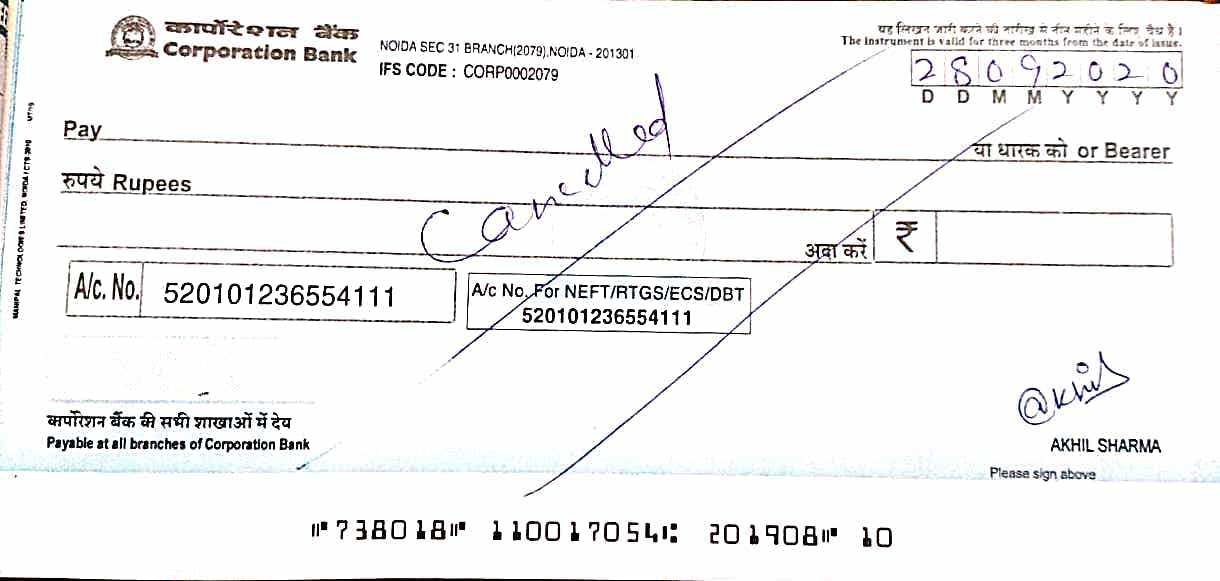 कार्पोरेशन बैंक
Corporation Bank
NOIDA SEC 31 BRANCH(2079),NOIDA - 201301
IFS CODE : CORP0002079
यह लिखत जारी करने की तारीख से तीन महीने के लिए वैध है।
The instrument is valid for three months from the date of issue.
2 8 0 9 2 0 2 0
D D M M Y Y Y Y
Cancelled
Pay
या धारक को or Bearer
रुपये Rupees
अदा करें ₹
A/c. No. 520101236554111
A/c No. For NEFT/RTGS/ECS/DBT
520101236554111
MANIPAL TECHNOLOGIES LIMITED, NOIDA / CTS-2010
कार्पोरेशन बैंक की सभी शाखाओं में देय
Payable at all branches of Corporation Bank
@khil
AKHIL SHARMA
Please sign above
⑈738018⑈ 110017054⑆ 201908⑈ 10